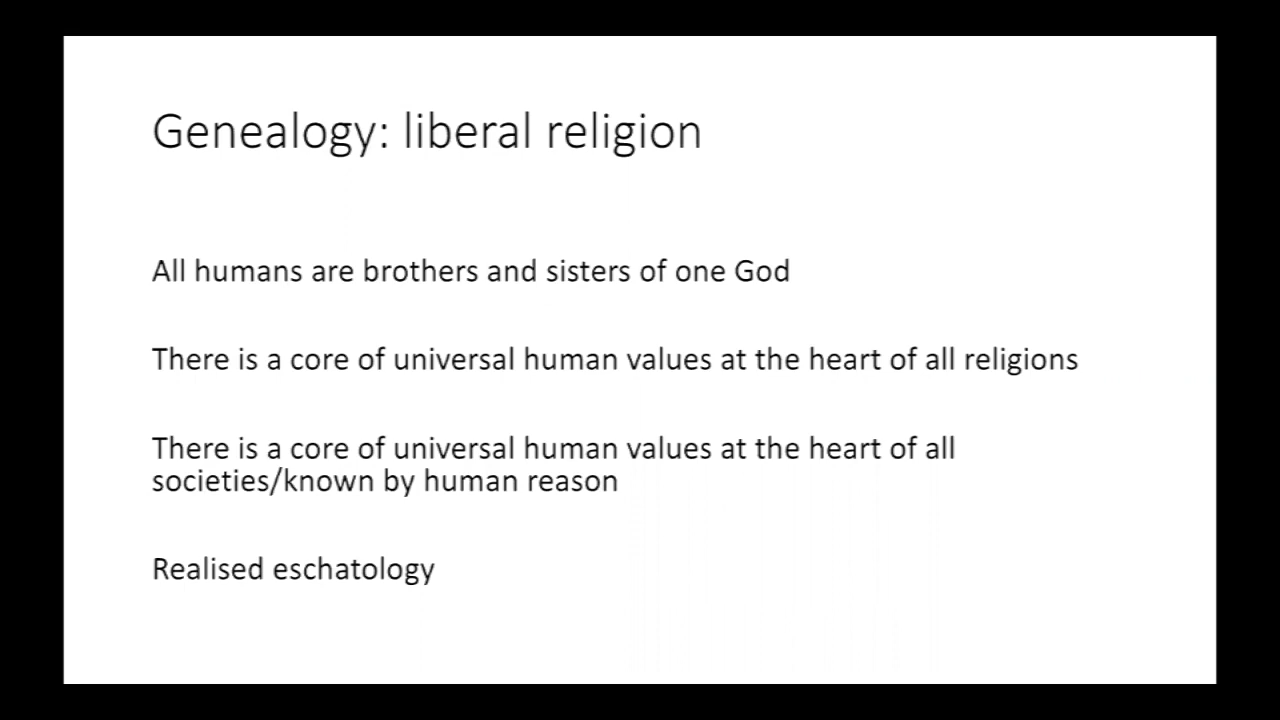 Genealogy: liberal religion
All humans are brothers and sisters of one God
There is a core of universal human values at the heart of all religions
There is a core of universal human values at the heart of all
societies/known by human reason
Realised eschatology